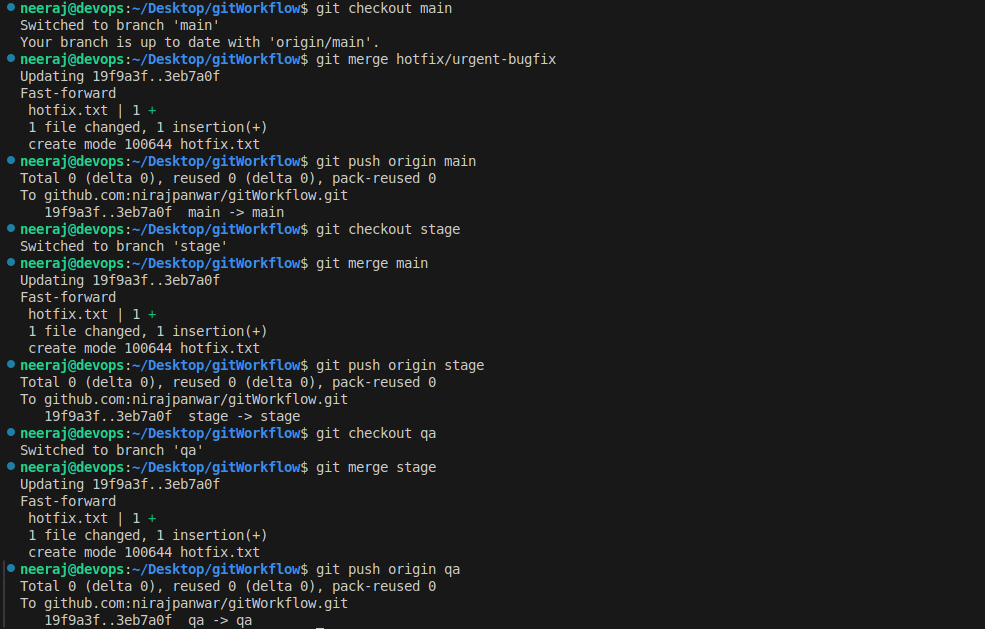 neeraj@devops:~/Desktop/gitWorkflow$ git checkout main
Switched to branch 'main'
Your branch is up to date with 'origin/main'.
neeraj@devops:~/Desktop/gitWorkflow$ git merge hotfix/urgent-bugfix
Updating 19f9a3f..3eb7a0f
Fast-forward
 hotfix.txt | 1 +
 1 file changed, 1 insertion(+)
 create mode 100644 hotfix.txt
neeraj@devops:~/Desktop/gitWorkflow$ git push origin main
Total 0 (delta 0), reused 0 (delta 0), pack-reused 0
To github.com:nirajpanwar/gitWorkflow.git
   19f9a3f..3eb7a0f  main -> main
neeraj@devops:~/Desktop/gitWorkflow$ git checkout stage
Switched to branch 'stage'
neeraj@devops:~/Desktop/gitWorkflow$ git merge main
Updating 19f9a3f..3eb7a0f
Fast-forward
 hotfix.txt | 1 +
 1 file changed, 1 insertion(+)
 create mode 100644 hotfix.txt
neeraj@devops:~/Desktop/gitWorkflow$ git push origin stage
Total 0 (delta 0), reused 0 (delta 0), pack-reused 0
To github.com:nirajpanwar/gitWorkflow.git
   19f9a3f..3eb7a0f  stage -> stage
neeraj@devops:~/Desktop/gitWorkflow$ git checkout qa
Switched to branch 'qa'
neeraj@devops:~/Desktop/gitWorkflow$ git merge stage
Updating 19f9a3f..3eb7a0f
Fast-forward
 hotfix.txt | 1 +
 1 file changed, 1 insertion(+)
 create mode 100644 hotfix.txt
neeraj@devops:~/Desktop/gitWorkflow$ git push origin qa
Total 0 (delta 0), reused 0 (delta 0), pack-reused 0
To github.com:nirajpanwar/gitWorkflow.git
   19f9a3f..3eb7a0f  qa -> qa